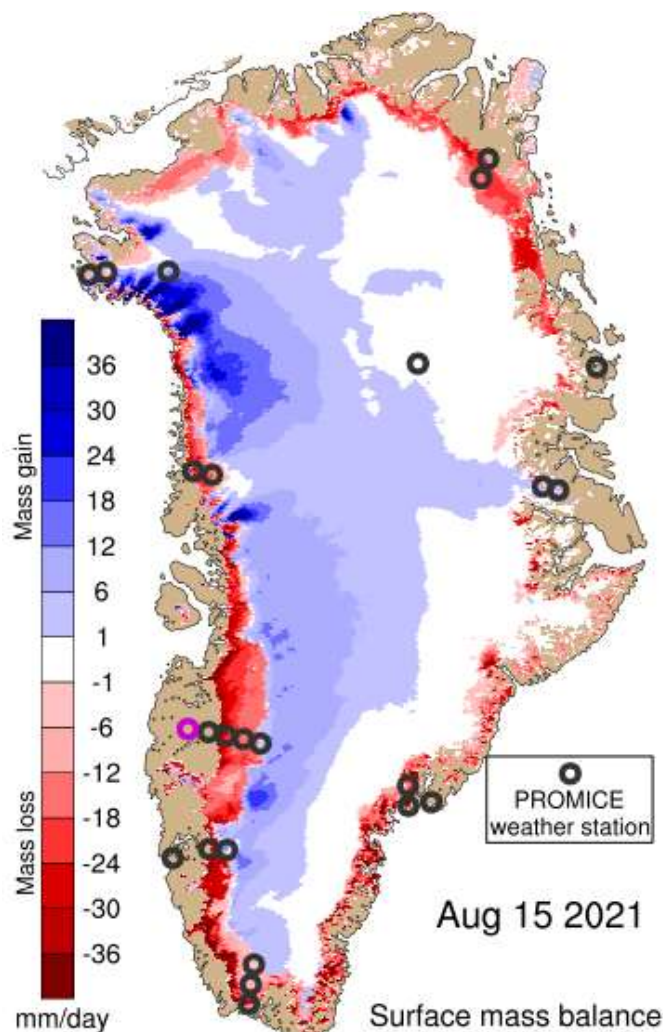 36
30
24
18
12
6
1
-1
-6
-12
-18
-24
-30
-36
Mass gain
Mass loss
mm/day
PROMICE
weather station
Aug 15 2021
Surface mass balance